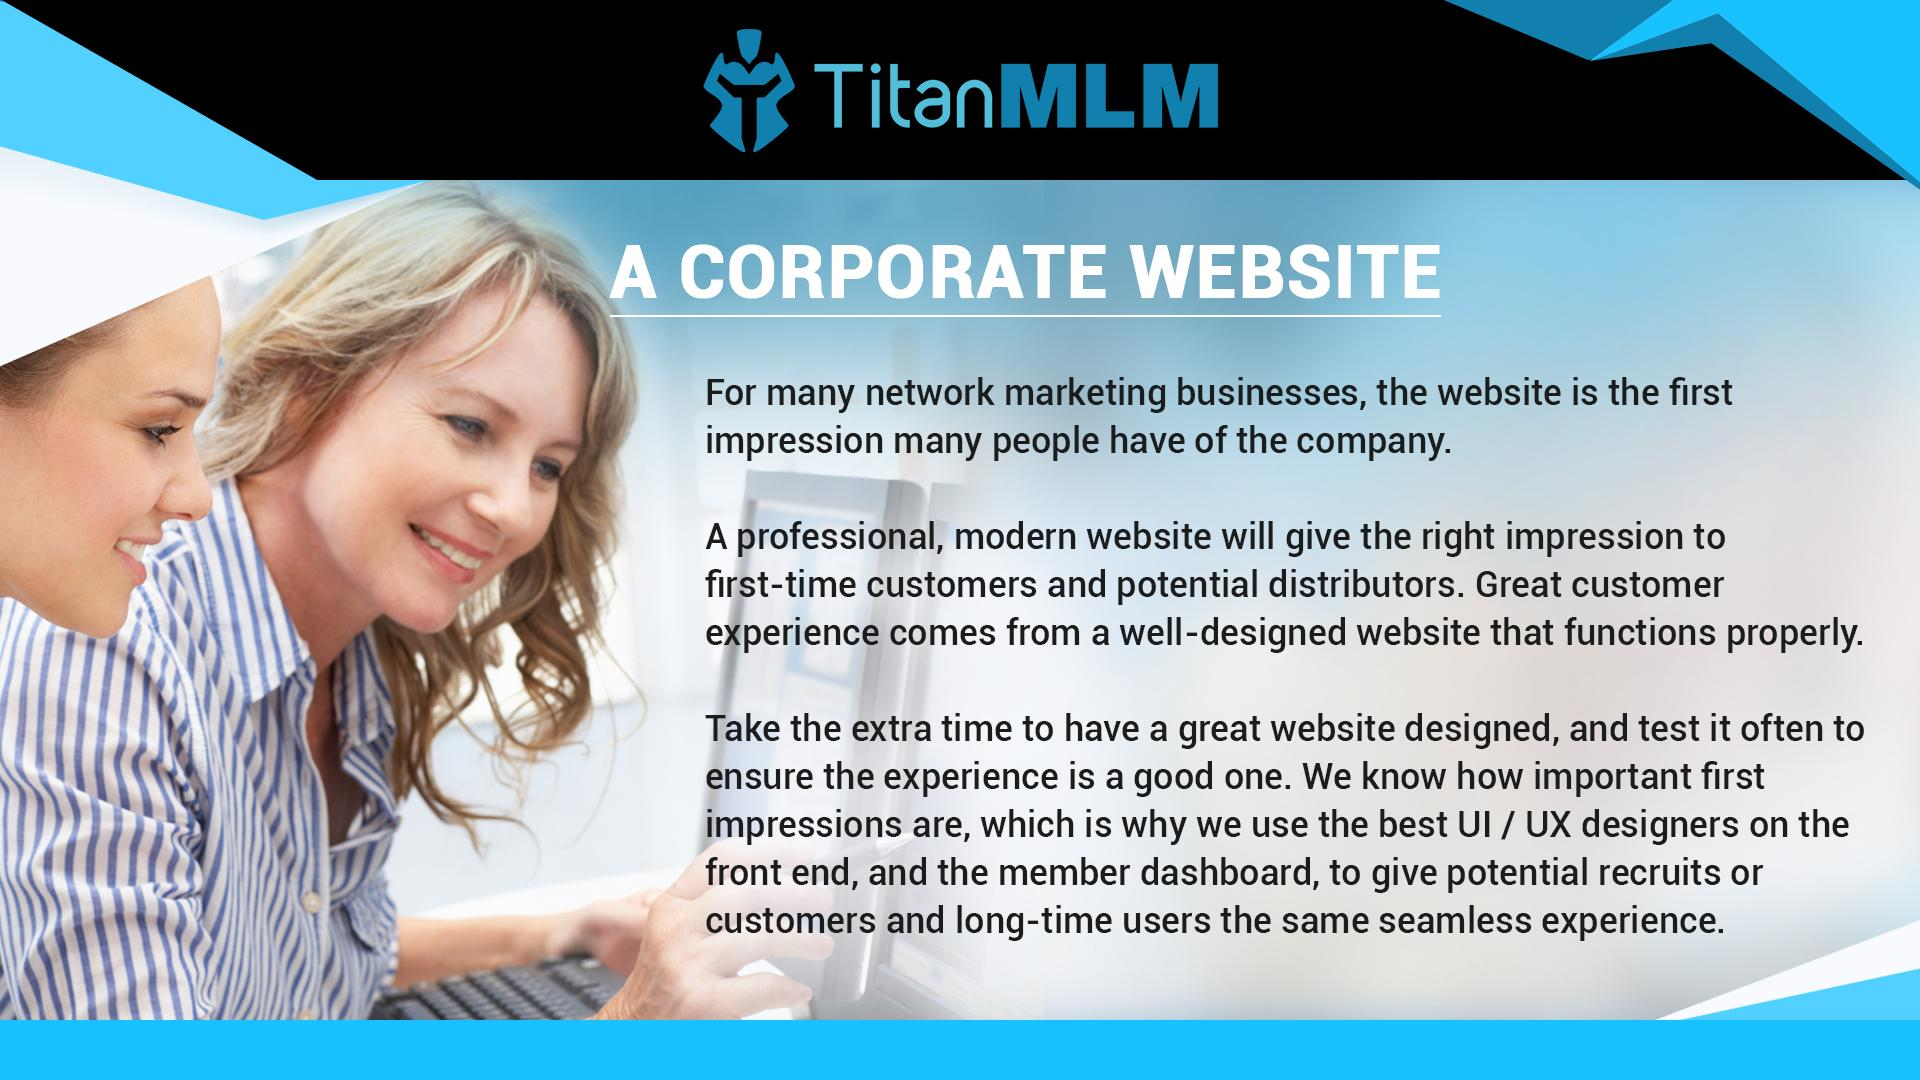 TitanMLM
A CORPORATE WEBSITE
For many network marketing businesses, the website is the first
impression many people have of the company.
A professional, modern website will give the right impression to
first-time customers and potential distributors. Great customer
experience comes from a well-designed website that functions properly.
Take the extra time to have a great website designed, and test it often to
ensure the experience is a good one. We know how important first
impressions are, which is why we use the best UI / UX designers on the
front end, and the member dashboard, to give potential recruits or
customers and long-time users the same seamless experience.